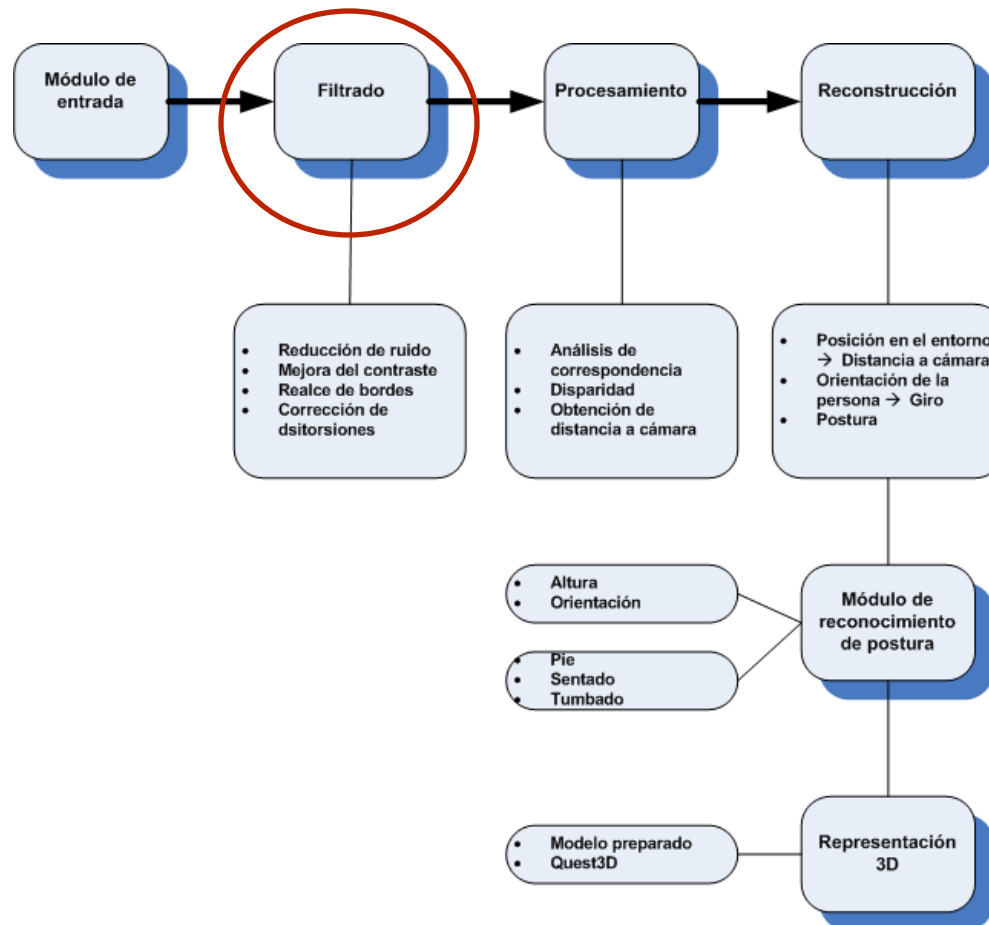 Módulo de
entrada
Filtrado
Procesamiento
Reconstrucción
• Reducción de ruido
• Mejora del contraste
• Realce de bordes
• Corrección de
dsitorsiones
• Análisis de
correspondencia
• Disparidad
• Obtención de
distancia a cámara
• Posición en el entorno
→ Distancia a cámara
• Orientación de la
persona → Giro
• Postura
• Altura
• Orientación
• Pie
• Sentado
• Tumbado
Módulo de
reconocimiento
de postura
• Modelo preparado
• Quest3D
Representación
3D